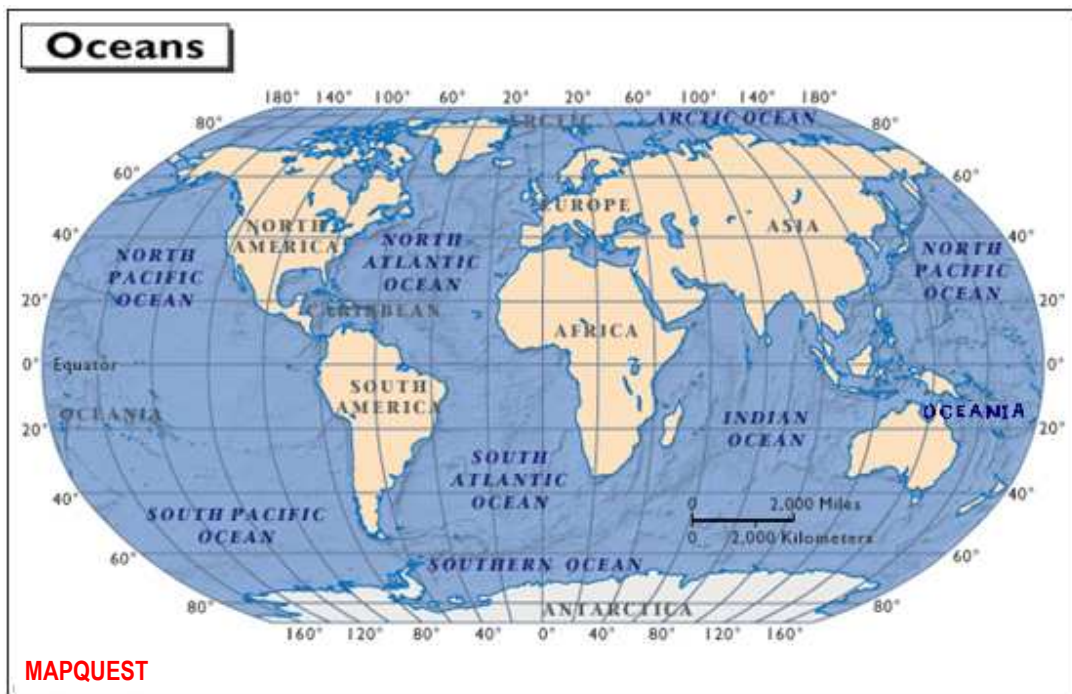 Oceans
180° 140° 100° 60° 20° 0° 20° 60° 100° 140° 180°
80° ARCTIC ARCTIC OCEAN 80°
60° 60°
EUROPE
NORTH AMERICA ASIA
40° 40°
NORTH PACIFIC OCEAN
NORTH ATLANTIC OCEAN
NORTH PACIFIC OCEAN
20° 20°
CARIBBEAN
AFRICA
0° Equator 0°
SOUTH AMERICA
OCEANIA OCEANIA
INDIAN OCEAN
20° 20°
SOUTH ATLANTIC OCEAN
40° 40°
0 2,000 Miles
0 2,000 Kilometers
SOUTH PACIFIC OCEAN
60° 60°
SOUTHERN OCEAN
80° ANTARCTICA 80°
160° 120° 80° 40° 0° 40° 80° 120° 160°
MAPQUEST